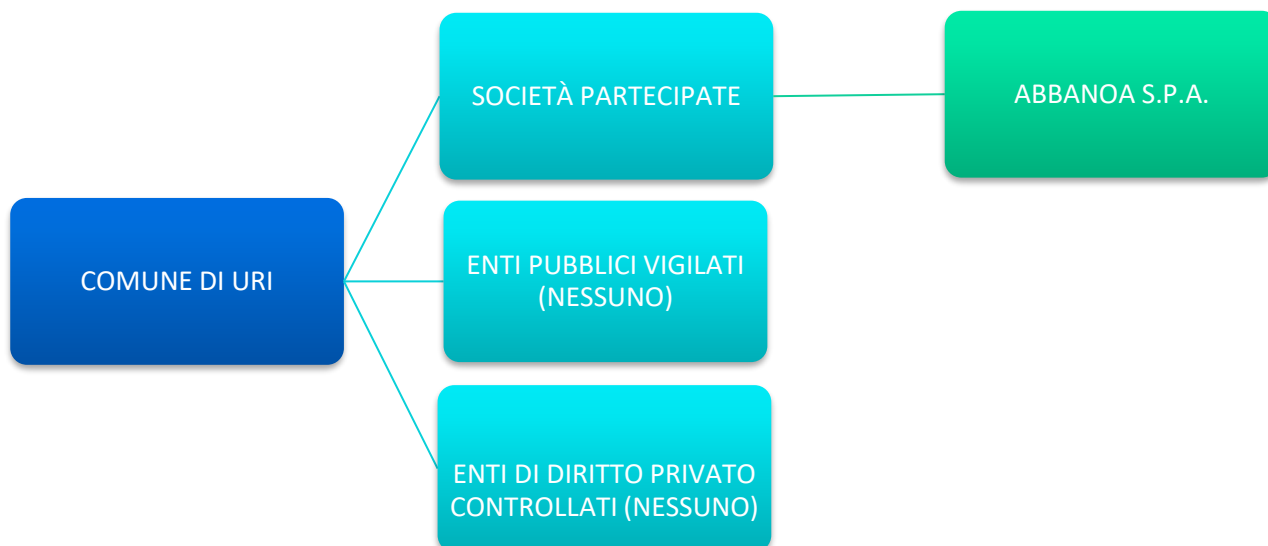 SOCIETÀ PARTECIPATE
ABBANOA S.P.A.
COMUNE DI URI
ENTI PUBBLICI VIGILATI
(NESSUNO)
ENTI DI DIRITTO PRIVATO
CONTROLLATI (NESSUNO)